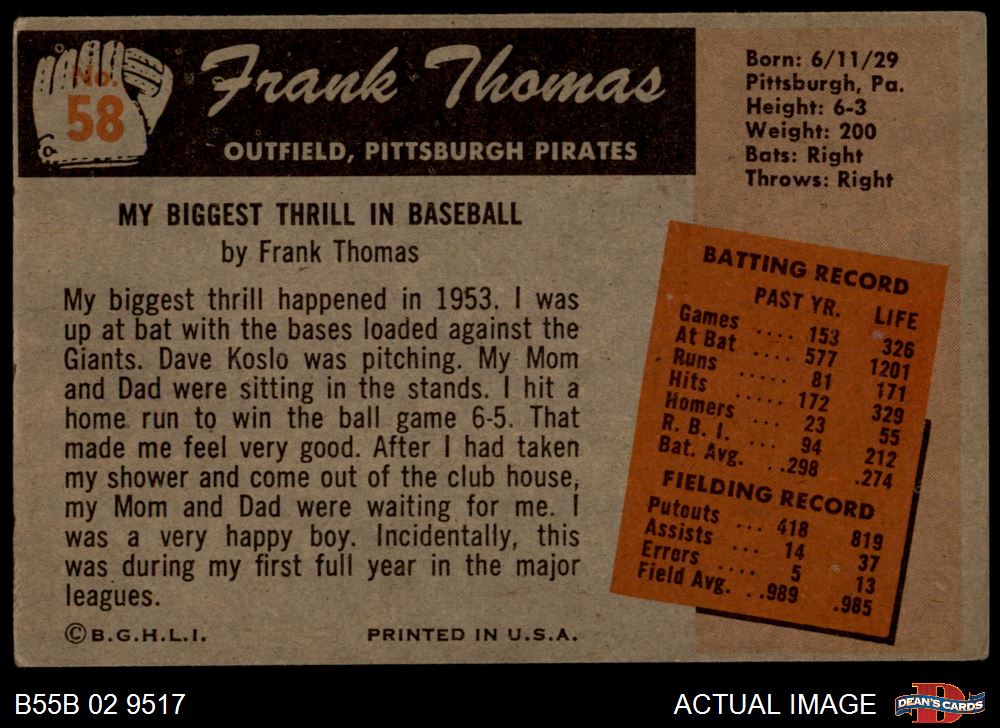 No.
58
Frank Thomas
OUTFIELD, PITTSBURGH PIRATES
Born: 6/11/29
Pittsburgh, Pa.
Height: 6-3
Weight: 200
Bats: Right
Throws: Right
MY BIGGEST THRILL IN BASEBALL
by Frank Thomas
My biggest thrill happened in 1953. I was
up at bat with the bases loaded against the
Giants. Dave Koslo was pitching. My Mom
and Dad were sitting in the stands. I hit a
home run to win the ball game 6-5. That
made me feel very good. After I had taken
my shower and come out of the club house,
my Mom and Dad were waiting for me. I
was a very happy boy. Incidentally, this
was during my first full year in the major
leagues.
©B.G.H.L.I. PRINTED IN U.S.A.
BATTING RECORD
PAST YR. LIFE
Games .... 153 326
At Bat .... 577 1201
Runs ..... 81 171
Hits ..... 172 329
Homers ... 23 55
R. B. I. ... 94 212
Bat. Avg. ..298 .274
FIELDING RECORD
Putouts ... 418 819
Assists ... 14 37
Errors .... 5 13
Field Avg. ..989 .985
B55B 02 9517 ACTUAL IMAGE
DEAN'S CARDS